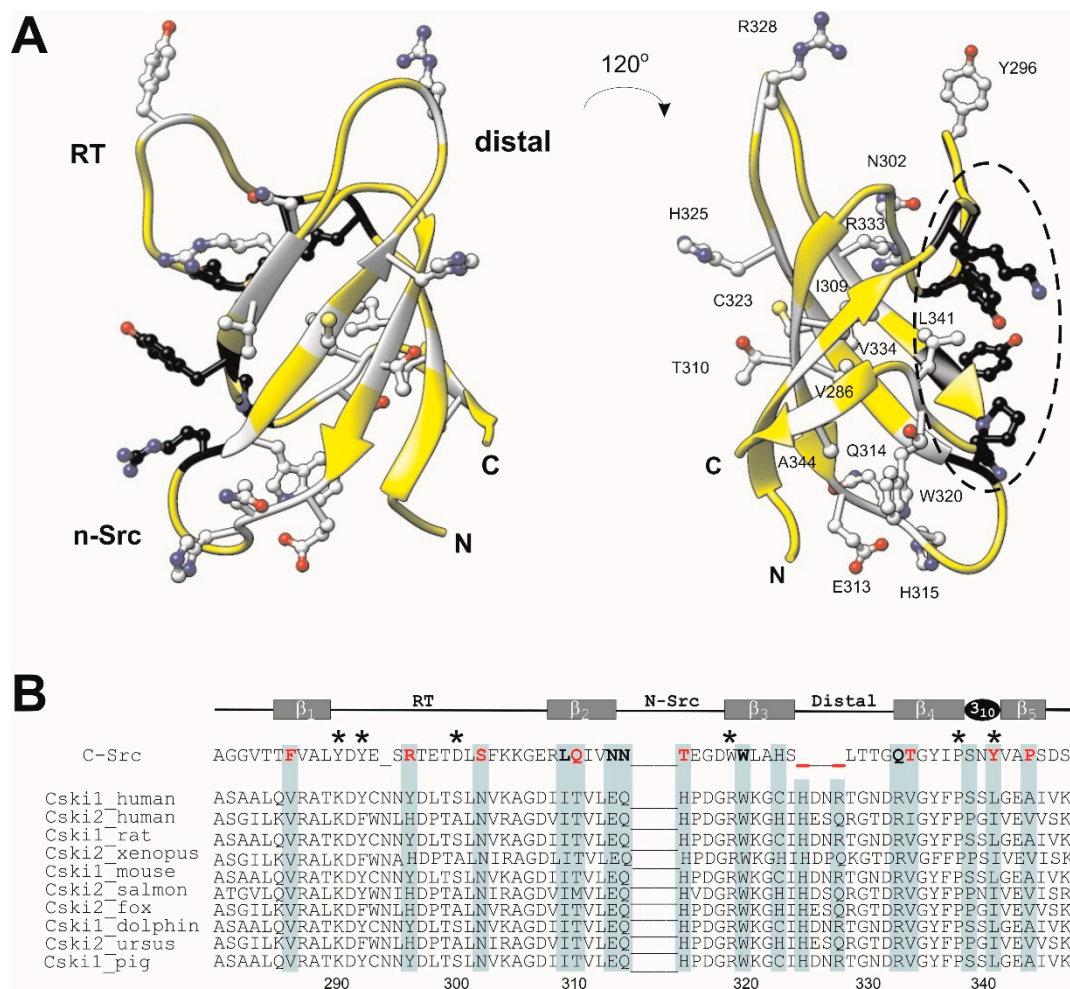 A
RT
distal
n-Src
N
C
120°
R328
Y296
N302
H325
R333
C323
I309
L341
T310
V334
V286
C
A344
Q314
W320
N
E313
H315
B
β1 RT β2 N-Src β3 Distal β4 310 β5
* * * * * *
C-Src AGGVTTFVALYDYE_SRTETDLSFKKGERLQIVNN____TEGDWWLAHS___LTTGQTGYIPSNYVAPSDS
Cski1_human ASAALQVRATKDYCNNYDLTSLNVKAGDIITVLEQ____HPDGRWKGCIHDNRTGNDRVGYFPSSLGEAIVK
Cski2_human ASGILKVRALKDFWNLHDPTALNVRAGDVITVLEQ____HPDGRWKGHIHESQRGTDRIGYFPPGIVEVVSK
Cski1_rat ASAALQVRATKDYCNNYDLTSLNVKAGDIITVLEQ____HPDGRWKGCIHDNRTGNDRVGYFPSSLGEAIVK
Cski2_xenopus ASGILKVRALKDFWNAHDPTALNIRAGDLITVLEQ____HPDGRWKGHIHDPQKGTDRVGFFPPSIVEVISK
Cski1_mouse ASAALQVRATKDYCNNYDLTSLNVKAGDIITVLEQ____HPDGRWKGCIHDNRTGNDRVGYFPSSLGEAIVK
Cski2_salmon ATGVLQVRALKDFWNLHDPTALNIRAGDVIMVLEQ____HVDGRWKGHIHDSQRGTDRVGYFPPNIVEVISR
Cski2_fox ASGILKVRALKDFWNLHDPTALNVRAGDVITVLEQ____HPDGRWKGHIHESQRGTDRVGYFPPGIVEVVSK
Cski1_dolphin ASAALQVRATKDYCNNYDLTSLNVKAGDIITVLEQ____HPDGRWKGCIHDNRTGNDRVGYFPSSLGEAIVK
Cski2_ursus ASGILKVRALKDFWNLHDPTALNVRAGDVITVLEQ____HPDGRWKGHIHESQRGTDRVGYFPPGIVEVVSK
Cski1_pig ASAALQVRATKDYCNNYDLTSLNVKAGDIITVLEQ____HPDGRWKGCIHDNRTGNDRVGYFPSSLGEAIVK
290 300 310 320 330 340